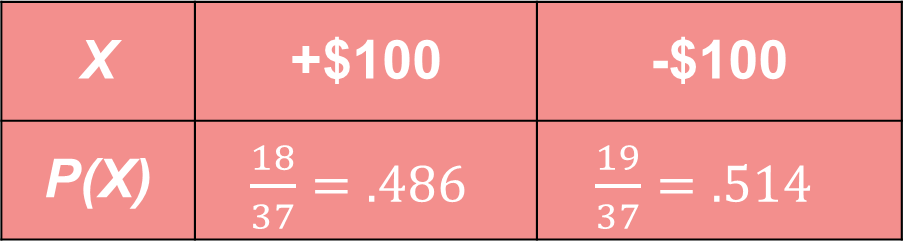 X +$100 -$100
P(X) 18/37 = .486 19/37 = .514